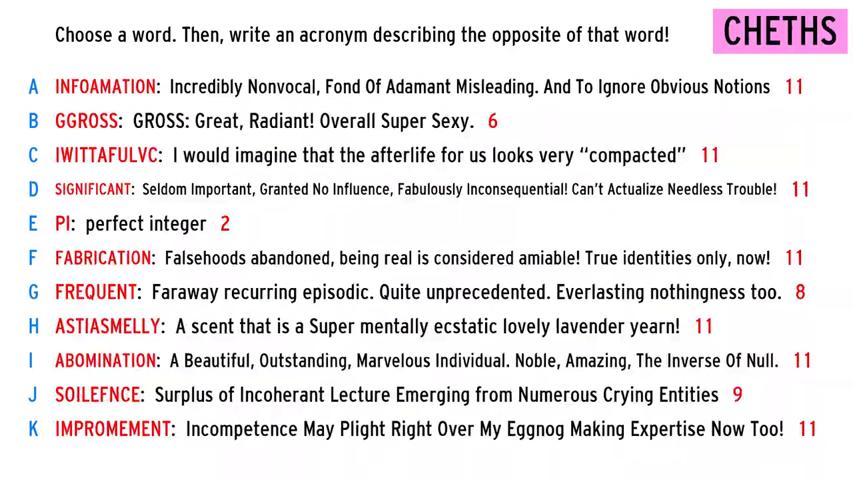 Choose a word. Then, write an acronym describing the opposite of that word!
CHETHS
A INFOAMATION: Incredibly Nonvocal, Fond Of Adamant Misleading. And To Ignore Obvious Notions 11
B GGROSS: GROSS: Great, Radiant! Overall Super Sexy. 6
C IWITTAFULVC: I would imagine that the afterlife for us looks very “compacted” 11
D SIGNIFICANT: Seldom Important, Granted No Influence, Fabulously Inconsequential! Can't Actualize Needless Trouble! 11
E PI: perfect integer 2
F FABRICATION: Falsehoods abandoned, being real is considered amiable! True identities only, now! 11
G FREQUENT: Faraway recurring episodic. Quite unprecedented. Everlasting nothingness too. 8
H ASTIASMELLY: A scent that is a Super mentally ecstatic lovely lavender yearn! 11
I ABOMINATION: A Beautiful, Outstanding, Marvelous Individual. Noble, Amazing, The Inverse Of Null. 11
J SOILEFNCE: Surplus of Incoherant Lecture Emerging from Numerous Crying Entities 9
K IMPROMEMENT: Incompetence May Plight Right Over My Eggnog Making Expertise Now Too! 11